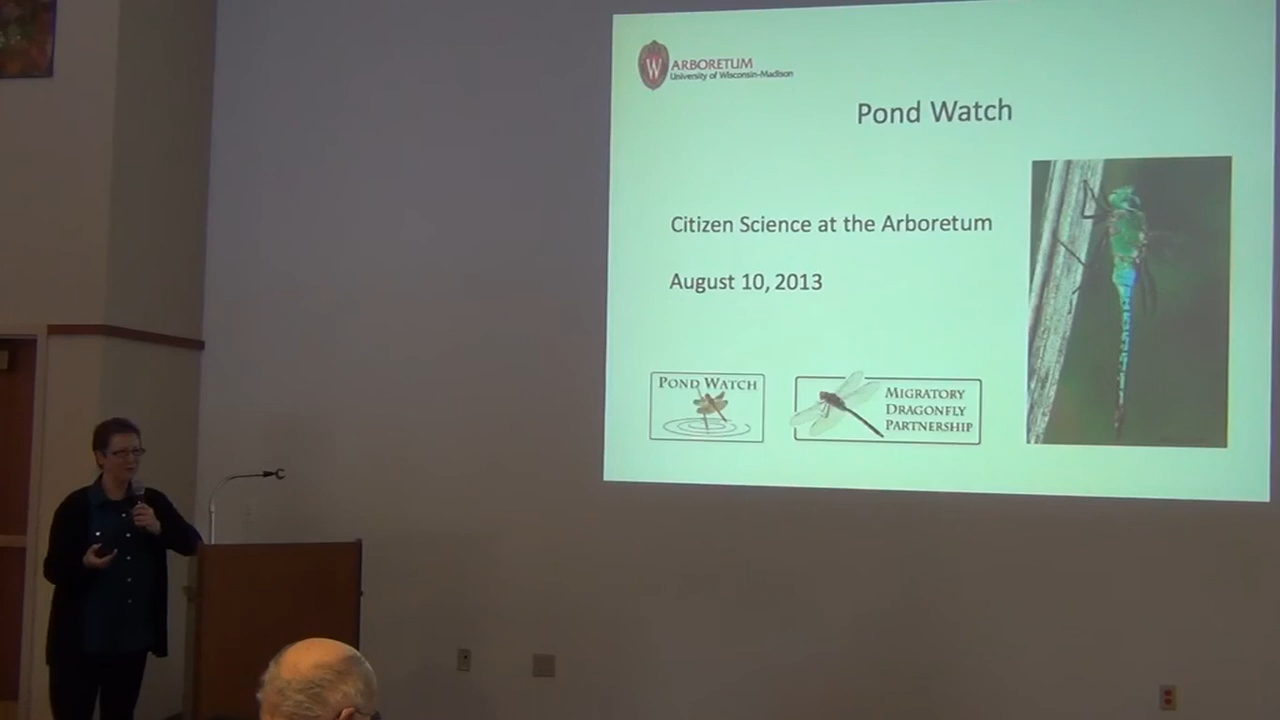 W
ARBORETUM
University of Wisconsin-Madison
Pond Watch
Citizen Science at the Arboretum
August 10, 2013
POND WATCH
MIGRATORY
DRAGONFLY
PARTNERSHIP